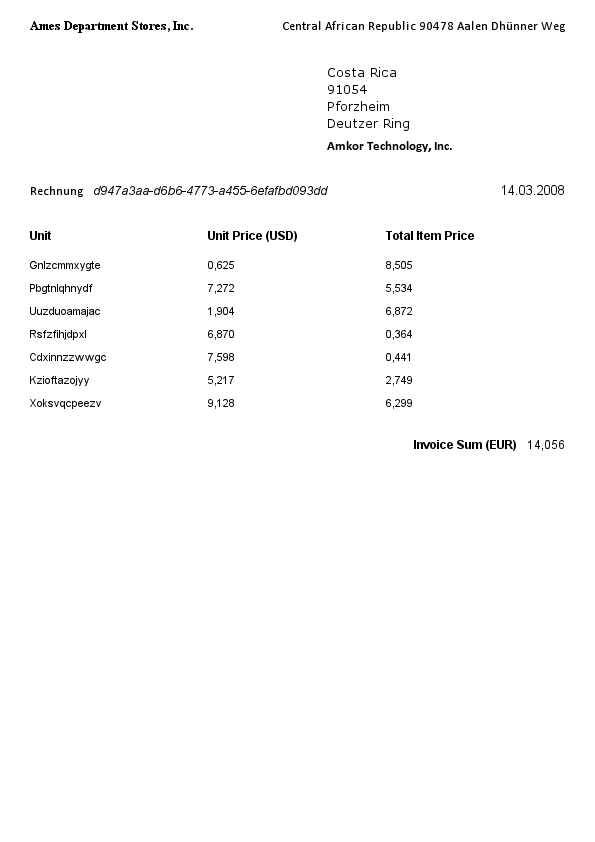 Ames Department Stores, Inc. Central African Republic 90478 Aalen Dhünner Weg
Costa Rica
91054
Pforzheim
Deutzer Ring
Amkor Technology, Inc.
Rechnung d947a3aa-d6b6-4773-a455-6efafbd093dd 14.03.2008
Unit Unit Price (USD) Total Item Price
Gnlzcmmxygte 0,625 8,505
Pbgtnlqhnydf 7,272 5,534
Uuzduoamajac 1,904 6,872
Rsfzfihjdpxl 6,870 0,364
Cdxinnzzwwgc 7,598 0,441
Kzioftazojyy 5,217 2,749
Xoksvqcpeezv 9,128 6,299
Invoice Sum (EUR) 14,056